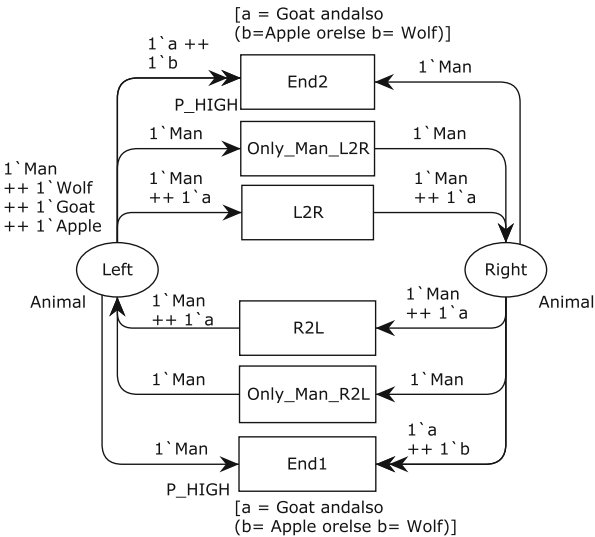 [a = Goat andalso
(b=Apple orelse b= Wolf)]
1`a ++
1`b
End2
1`Man
P_HIGH
1`Man
Only_Man_L2R
1`Man
1`Man
++ 1`Wolf
++ 1`Goat
++ 1`Apple
1`Man
++ 1`a
L2R
1`Man
++ 1`a
Left
Right
Animal
Animal
1`Man
++ 1`a
R2L
1`Man
++ 1`a
1`Man
Only_Man_R2L
1`Man
1`Man
End1
1`a
++ 1`b
P_HIGH
[a = Goat andalso
(b= Apple orelse b= Wolf)]